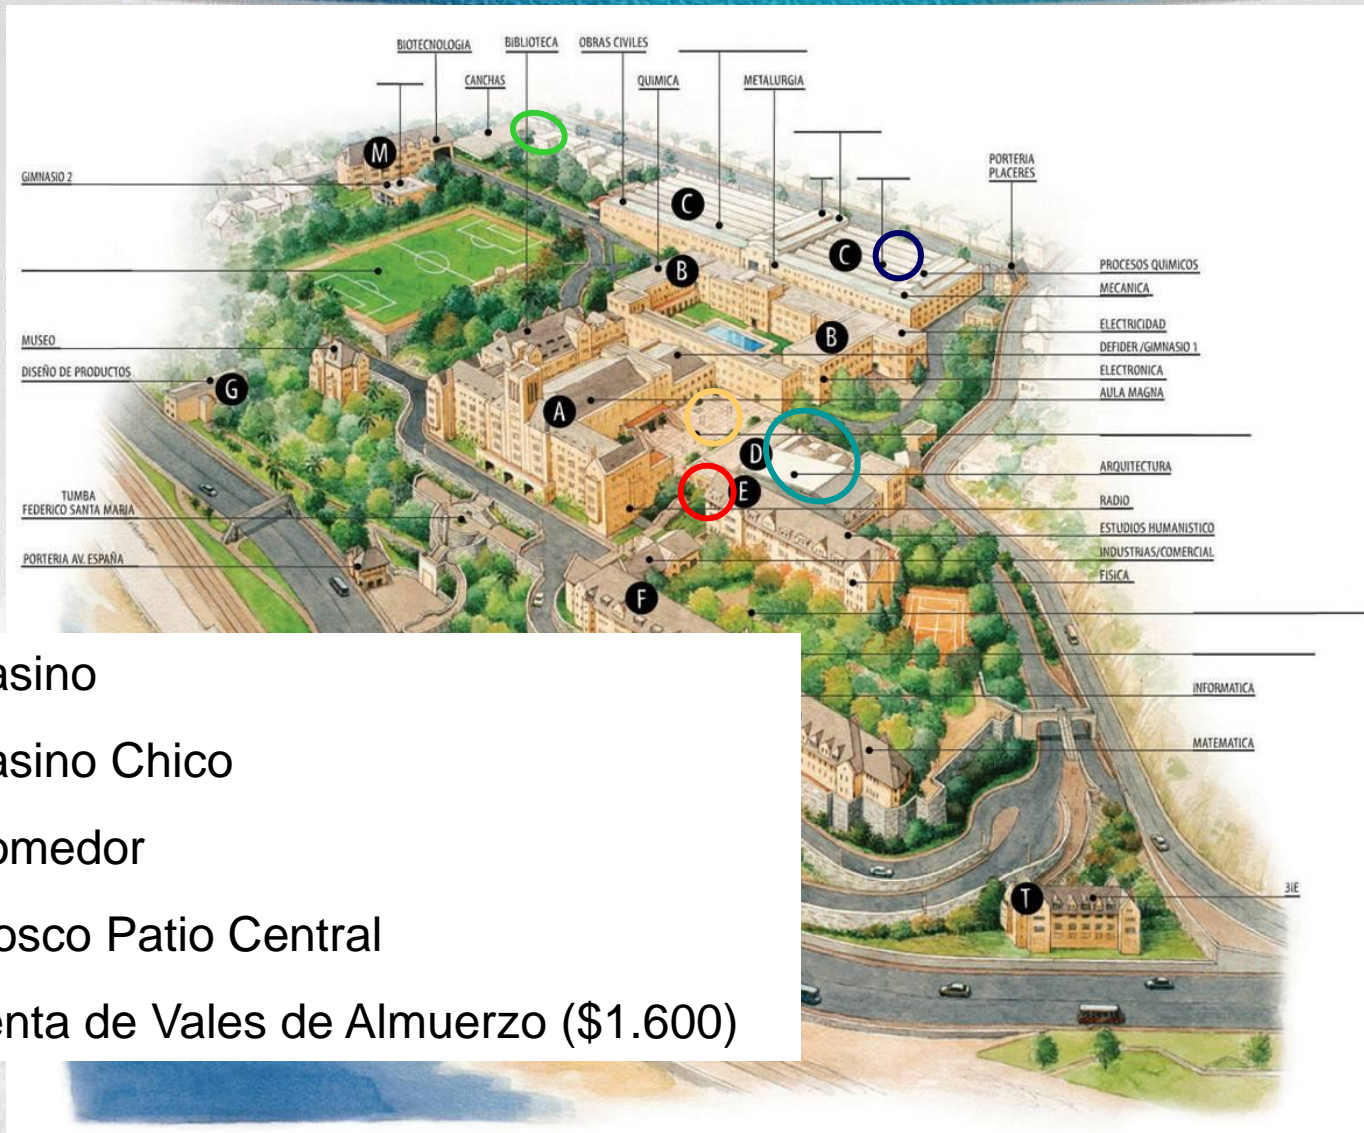 BIOTECNOLOGIA
BIBLIOTECA
OBRAS CIVILES
CANCHAS
QUIMICA
METALURGIA
PORTERIA
PLACERES
GIMNASIO 2
M
C
C
B
B
PROCESOS QUIMICOS
MECANICA
ELECTRICIDAD
DEFIDER /GIMNASIO 1
ELECTRONICA
AULA MAGNA
MUSEO
DISEÑO DE PRODUCTOS
G
A
D
E
ARQUITECTURA
RADIO
ESTUDIOS HUMANISTICO
INDUSTRIAS/COMERCIAL
FISICA
TUMBA
FEDERICO SANTA MARIA
PORTERIA AV. ESPAÑA
F
INFORMATICA
MATEMATICA
T
3IE
asino
asino Chico
omedor
osco Patio Central
enta de Vales de Almuerzo ($1.600)